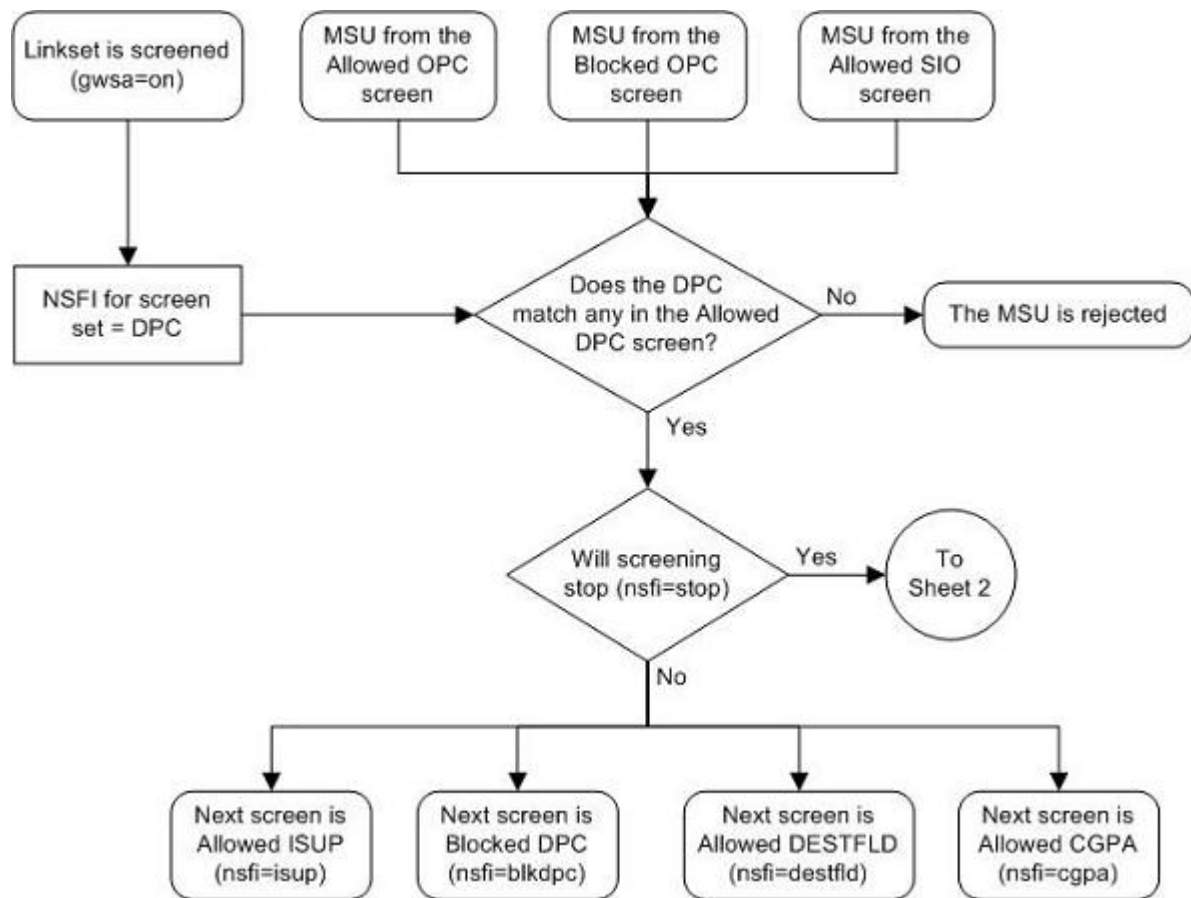 Linkset is screened
(gwsa=on)
MSU from the
Allowed OPC
screen
MSU from the
Blocked OPC
screen
MSU from the
Allowed SIO
screen
NSFI for screen
set = DPC
Does the DPC
match any in the Allowed
DPC screen?
No
The MSU is rejected
Yes
Will screening
stop (nsfi=stop)
Yes
To
Sheet 2
No
Next screen is
Allowed ISUP
(nsfi=isup)
Next screen is
Blocked DPC
(nsfi=blkdpc)
Next screen is
Allowed DESTFLD
(nsfi=destfld)
Next screen is
Allowed CGPA
(nsfi=cgpa)